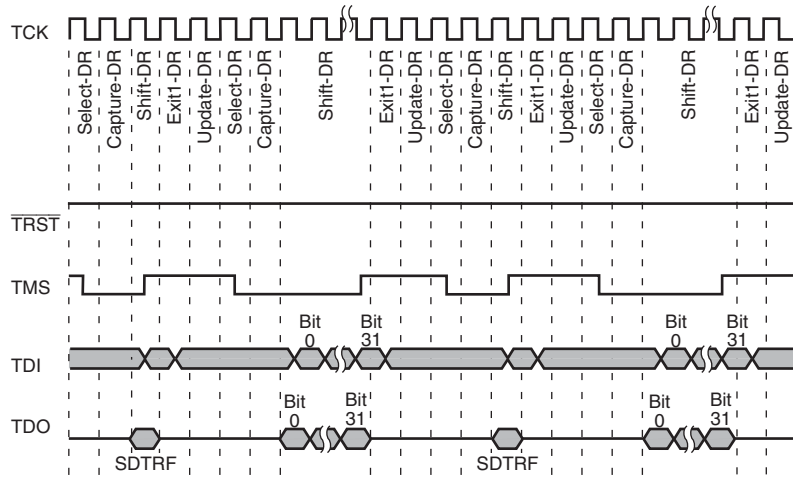 TCK
Select-DR
Capture-DR
Shift-DR
Exit1-DR
Update-DR
Select-DR
Capture-DR
Shift-DR
Exit1-DR
Update-DR
Select-DR
Capture-DR
Shift-DR
Exit1-DR
Update-DR
Select-DR
Capture-DR
Shift-DR
Exit1-DR
Update-DR
TRST
TMS
TDI
Bit
0
Bit
31
Bit
0
Bit
31
TDO
SDTRF
Bit
0
Bit
31
SDTRF
Bit
0
Bit
31